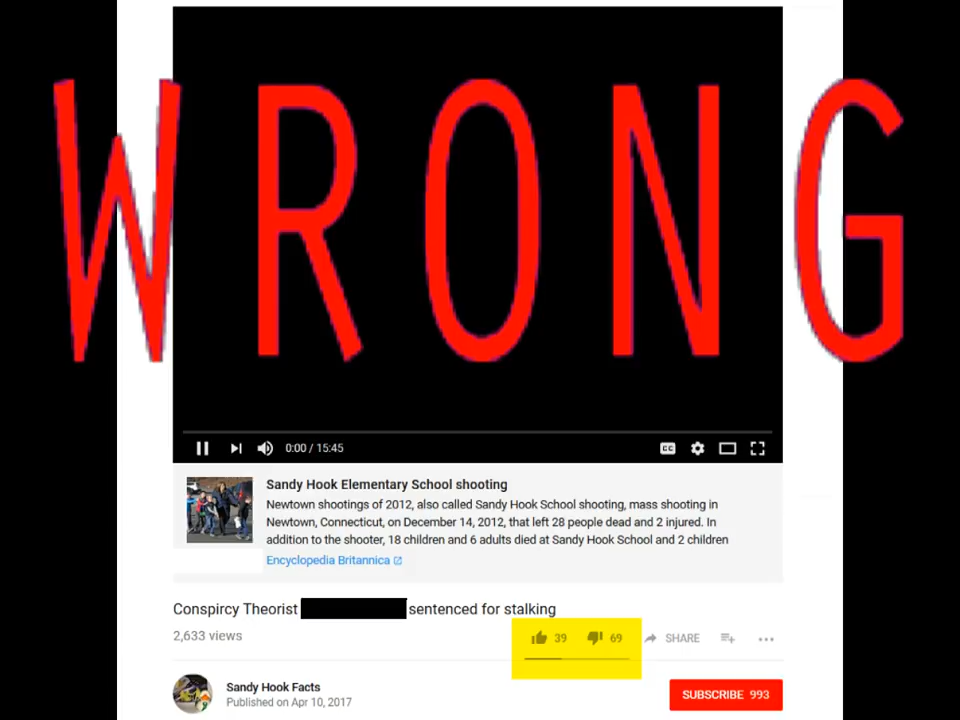 WRONG
0:00 / 15:45
CC
Sandy Hook Elementary School shooting
Newtown shootings of 2012, also called Sandy Hook School shooting, mass shooting in
Newtown, Connecticut, on December 14, 2012, that left 28 people dead and 2 injured. In
addition to the shooter, 18 children and 6 adults died at Sandy Hook School and 2 children
Encyclopedia Britannica
Conspircy Theorist sentenced for stalking
2,633 views
39 69 SHARE
Sandy Hook Facts
Published on Apr 10, 2017
SUBSCRIBE 993